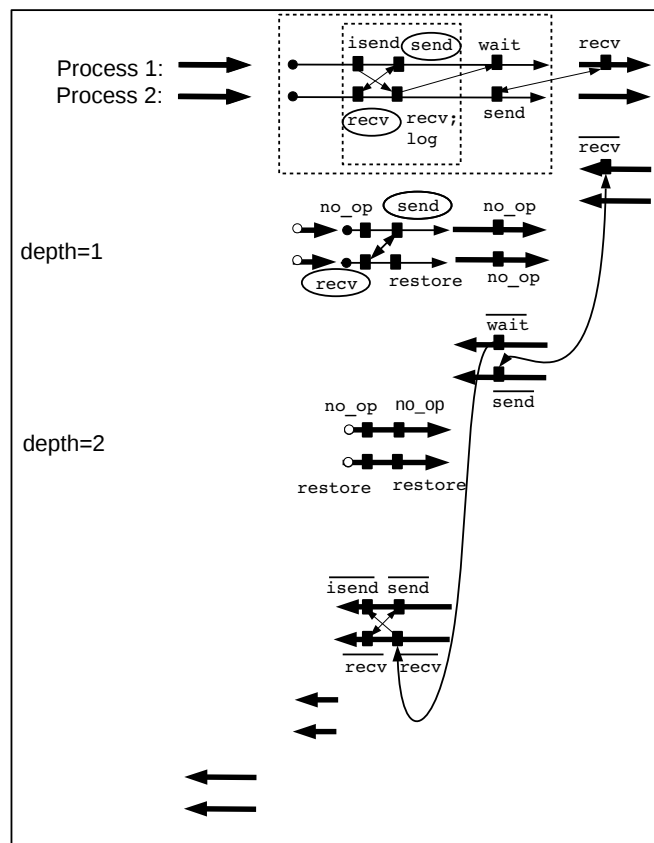 isend send wait recv
Process 1:
Process 2:
recv recv; send
log
recv
no_op send no_op
depth=1
recv restore no_op
wait
send
no_op no_op
depth=2
restore restore
isend send
recv recv